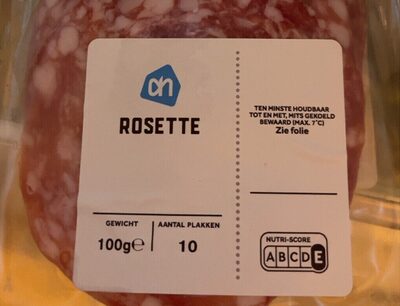 ah
ROSETTE
GEWICHT
100g℮
AANTAL PLAKKEN
10
TEN MINSTE HOUDBAAR
TOT EN MET, MITS GEKOELD
BEWAARD (MAX. 7°C)
Zie folie
NUTRI-SCORE
A B C D E